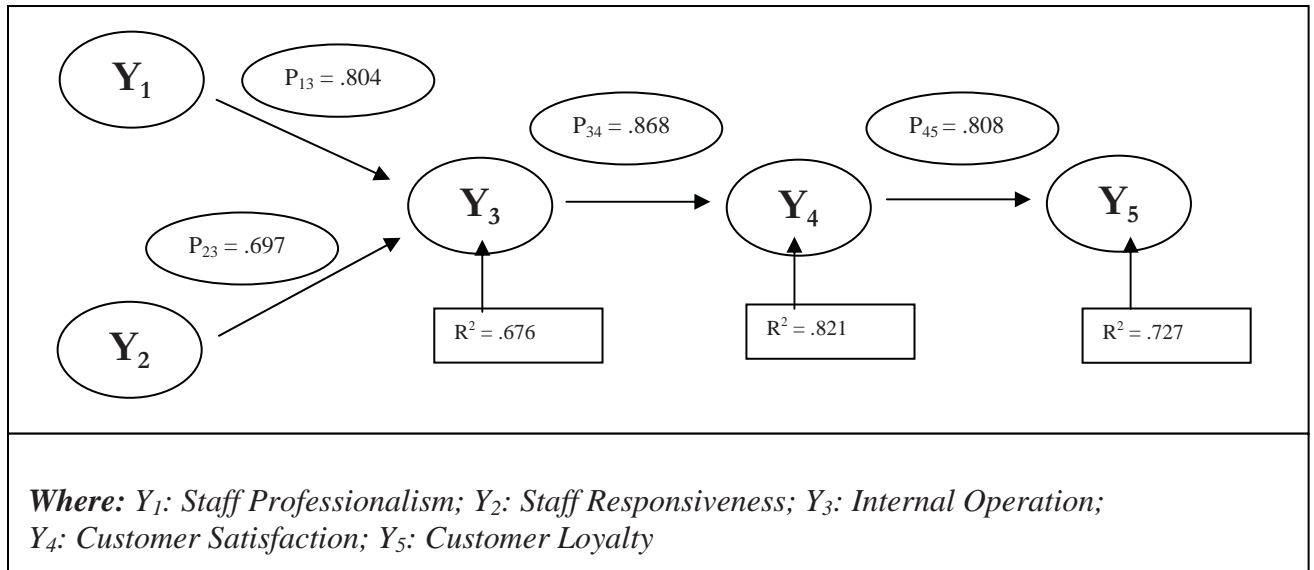 Y₁
P₁₃ = .804
P₃₄ = .868
P₄₅ = .808
Y₃
Y₄
Y₅
P₂₃ = .697
Y₂
R² = .676
R² = .821
R² = .727
Where: Y₁: Staff Professionalism; Y₂: Staff Responsiveness; Y₃: Internal Operation;
Y₄: Customer Satisfaction; Y₅: Customer Loyalty